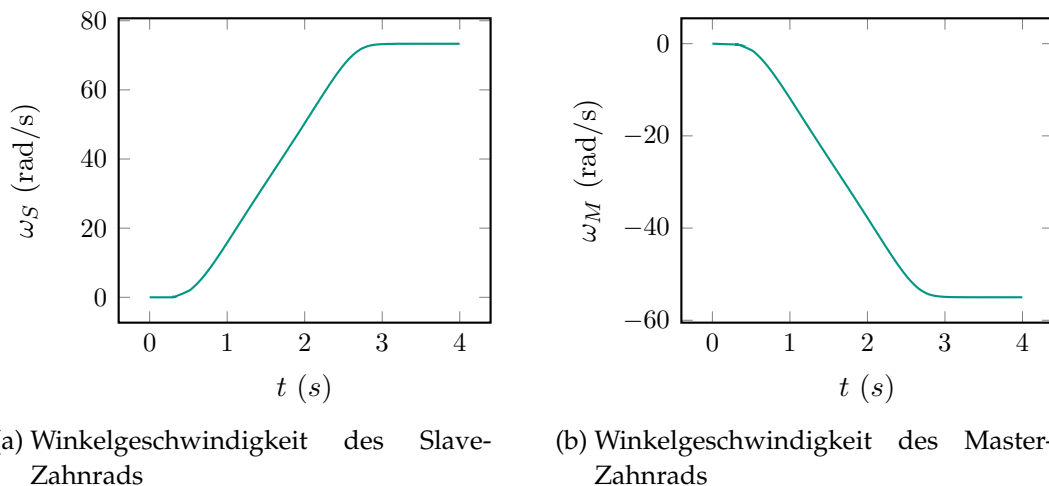 80
60
40
20
0
0 1 2 3 4
ω_S (rad/s)
t (s)
(a) Winkelgeschwindigkeit des Slave-
Zahnrads
0
−20
−40
−60
0 1 2 3 4
ω_M (rad/s)
t (s)
(b) Winkelgeschwindigkeit des Master-
Zahnrads